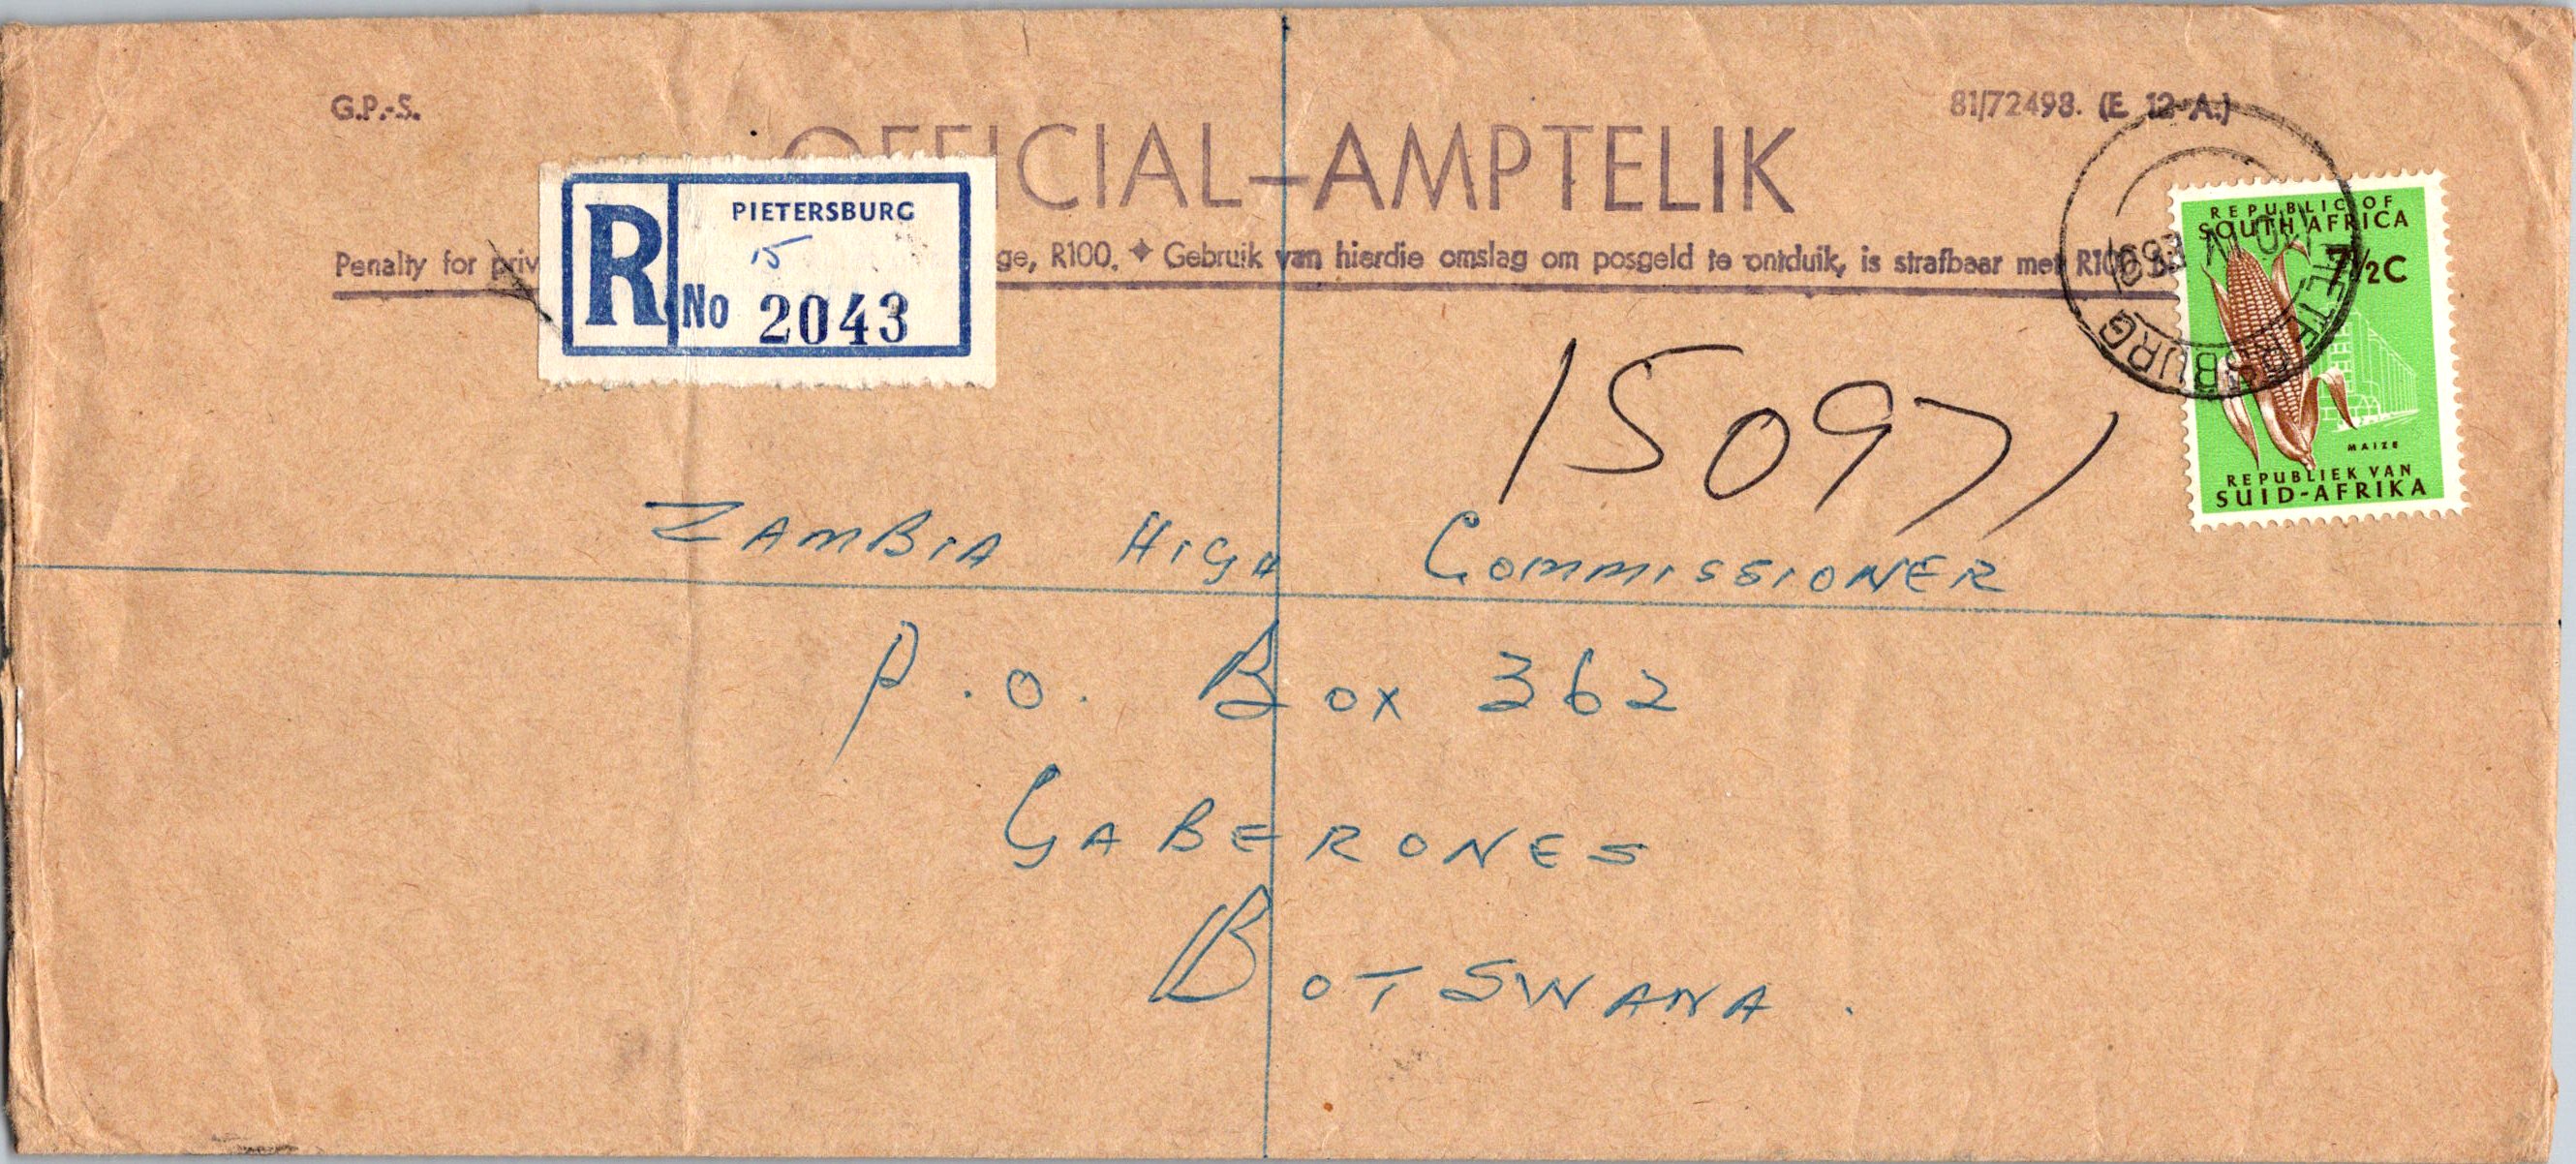 G.P.-S.
81/72498. (E. 12-A.)
OFFICIAL–AMPTELIK
Penalty for priv
ge, R100. ✦ Gebruik van hierdie omslag om posgeld te ontduik, is strafbaar met R100
R
PIETERSBURG
15
No 2043
PIETERSBURG
REPUBLIC OF
SOUTH AFRICA
7½C
MAIZE
REPUBLIEK VAN
SUID-AFRIKA
ZAMBIA HIGH COMMISSIONER
P.O. BOX 362
GABERONES
BOTSWANA.